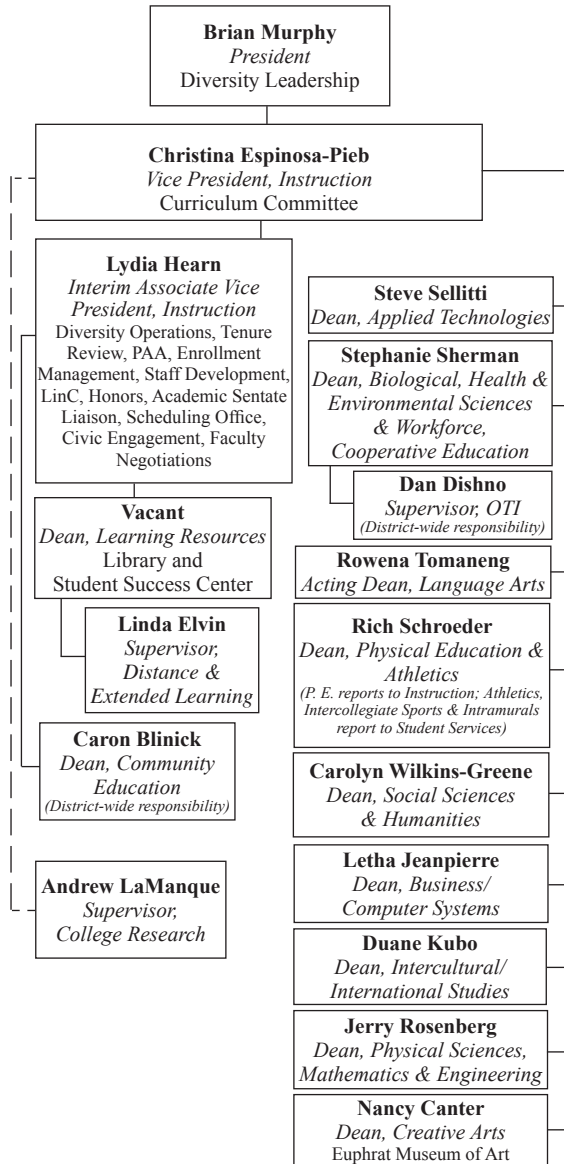 Brian Murphy
President
Diversity Leadership
Christina Espinosa-Pieb
Vice President, Instruction
Curriculum Committee
Lydia Hearn
Interim Associate Vice
President, Instruction
Diversity Operations, Tenure
Review, PAA, Enrollment
Management, Staff Development,
LinC, Honors, Academic Sentate
Liaison, Scheduling Office,
Civic Engagement, Faculty
Negotiations
Vacant
Dean, Learning Resources
Library and
Student Success Center
Linda Elvin
Supervisor,
Distance &
Extended Learning
Caron Blinick
Dean, Community
Education
(District-wide responsibility)
Andrew LaManque
Supervisor,
College Research
Steve Sellitti
Dean, Applied Technologies
Stephanie Sherman
Dean, Biological, Health &
Environmental Sciences
& Workforce,
Cooperative Education
Dan Dishno
Supervisor, OTI
(District-wide responsibility)
Rowena Tomaneng
Acting Dean, Language Arts
Rich Schroeder
Dean, Physical Education &
Athletics
(P. E. reports to Instruction; Athletics,
Intercollegiate Sports & Intramurals
report to Student Services)
Carolyn Wilkins-Greene
Dean, Social Sciences
& Humanities
Letha Jeanpierre
Dean, Business/
Computer Systems
Duane Kubo
Dean, Intercultural/
International Studies
Jerry Rosenberg
Dean, Physical Sciences,
Mathematics & Engineering
Nancy Canter
Dean, Creative Arts
Euphrat Museum of Art